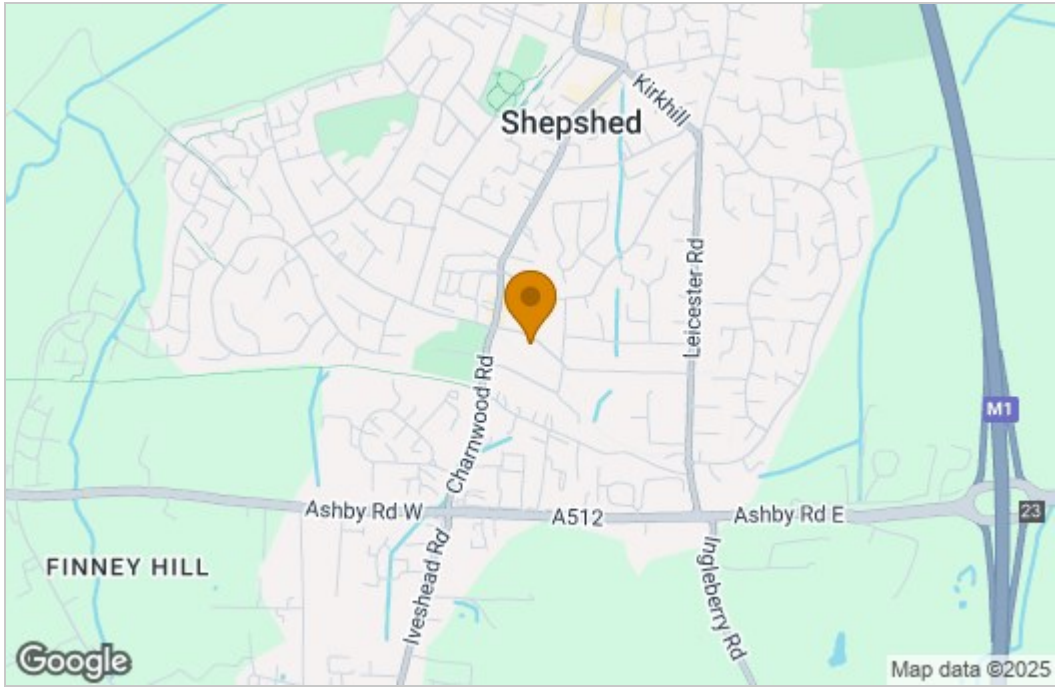 Kirkhill
Shepshed
Leicester Rd
Charnwood Rd
M1
Ashby Rd W
A512
Ashby Rd E
23
FINNEY HILL
Iveshead Rd
Ingleberry Rd
Google
Map data ©2025